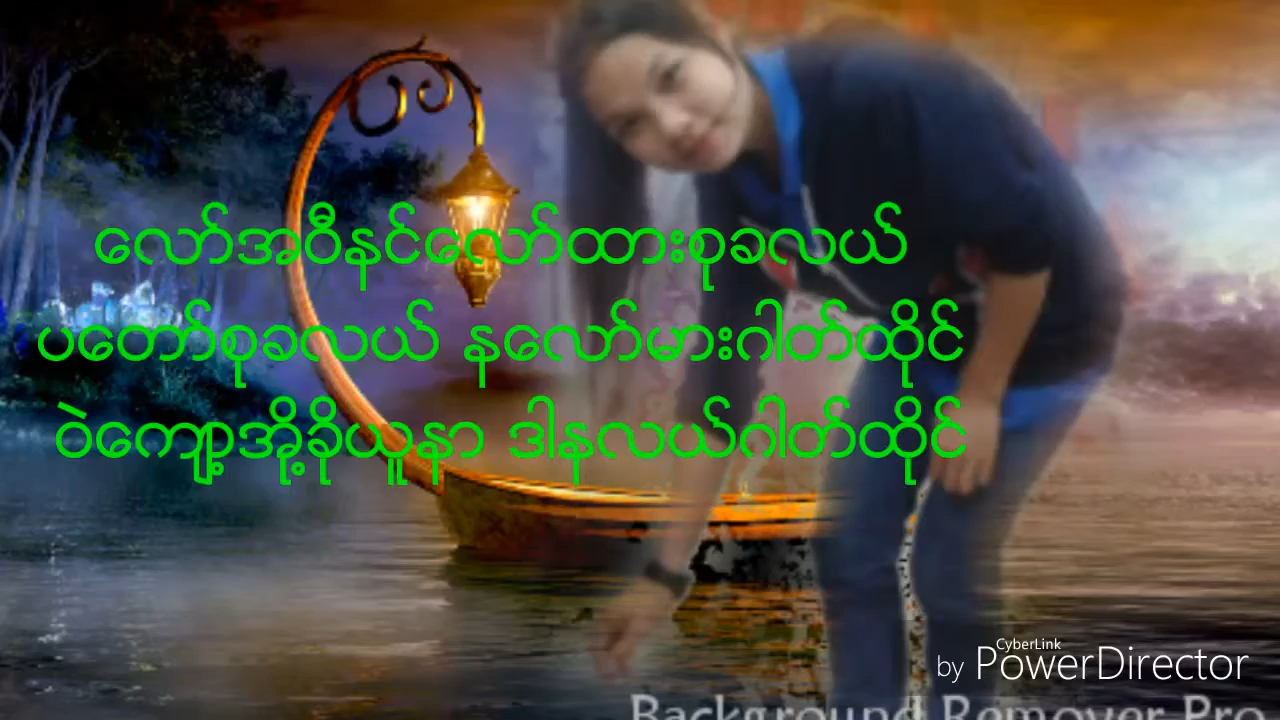 လော်အဝီနင်လော်ထားစုခလယ်
ပတော်စုခလယ် နလော်မားဂါတ်ထိုင်
ဝဲကျော့အို့ခိုယူနာ ဒါနလယ်ဂါတ်ထိုင်
CyberLink
by PowerDirector
Background Remover Pro